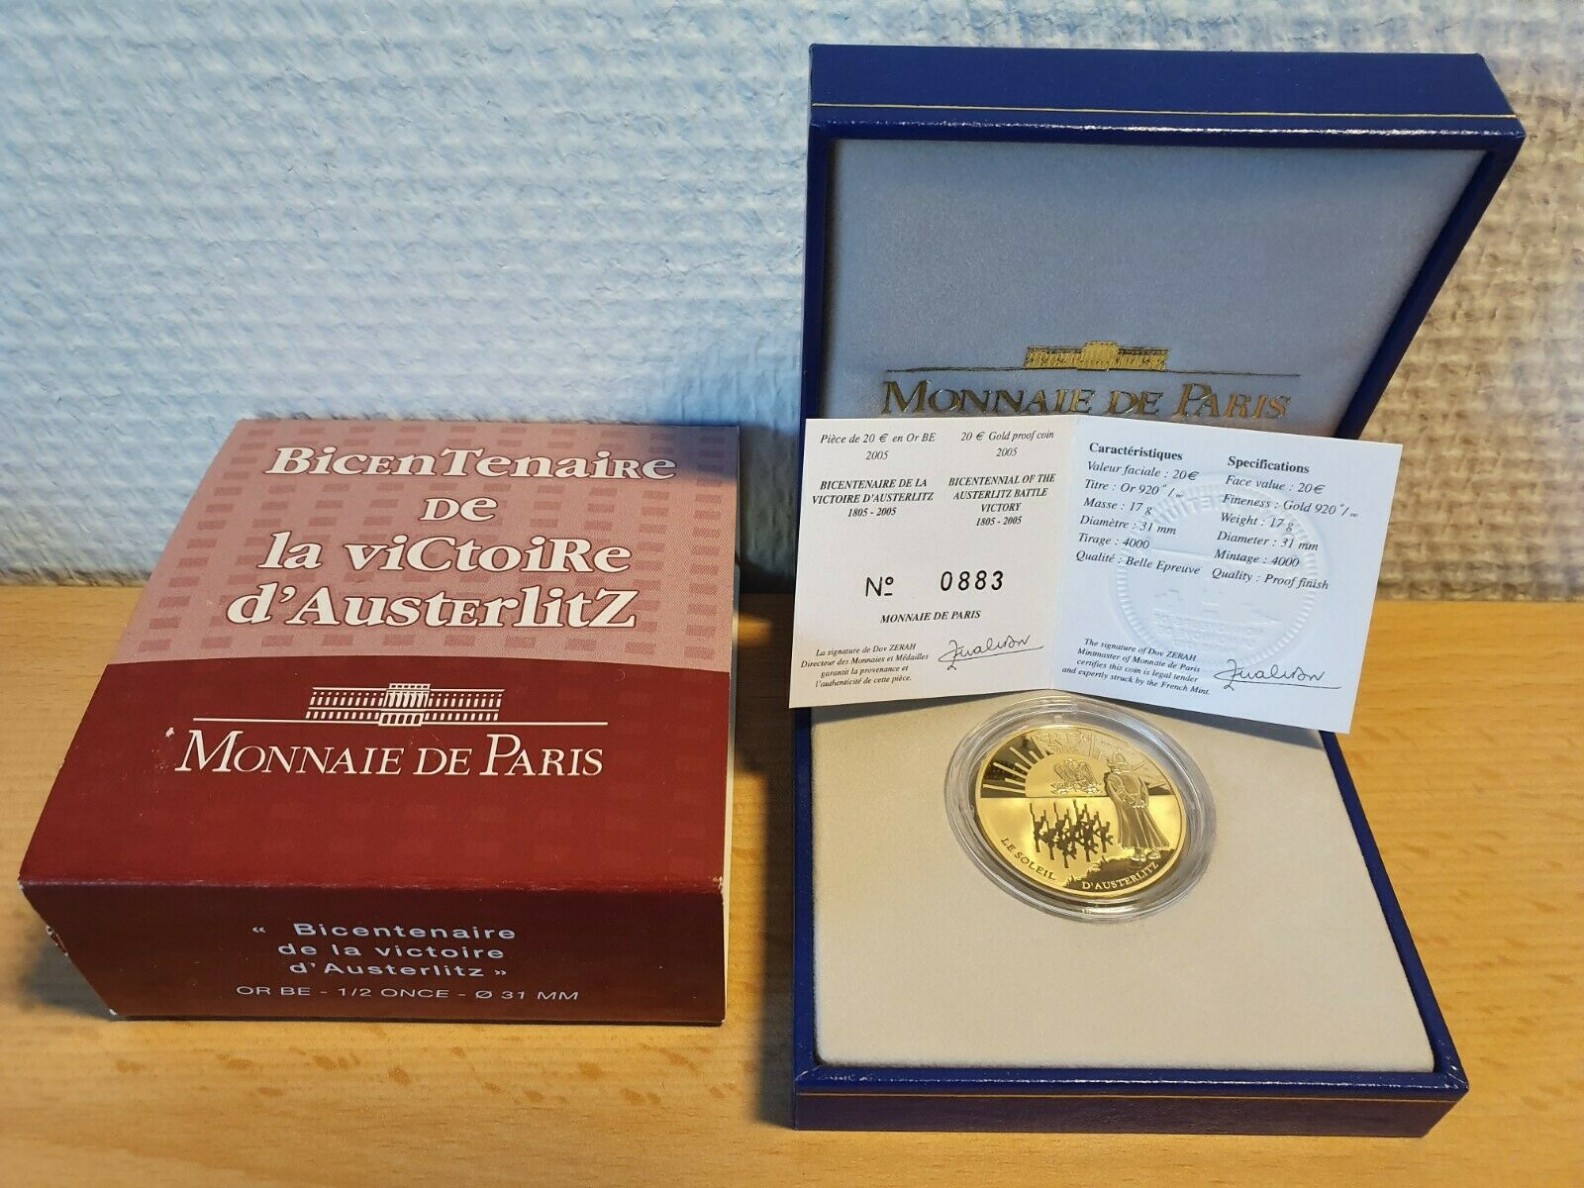 BicenTenaiRe
De
la viCtoiRe
d'AusteRlitZ
MONNAIE DE PARIS
« Bicentenaire
de la victoire
d'Austerlitz »
OR BE - 1/2 ONCE - Ø 31 MM
MONNAIE DE PARIS
Pièce de 20 € en Or BE
2005
BICENTENAIRE DE LA
VICTOIRE D'AUSTERLITZ
1805 - 2005
20 € Gold proof coin
2005
BICENTENNIAL OF THE
AUSTERLITZ BATTLE
VICTORY
1805 - 2005
Nº 0883
MONNAIE DE PARIS
La signature de Dov ZERAH
Directeur des Monnaies et Médailles
garantit la provenance et
l'authenticité de cette pièce.
Caractéristiques
Valeur faciale : 20 €
Titre : Or 920 °/
Masse : 17 g
Diamètre : 31 mm
Tirage : 4000
Qualité : Belle Epreuve
Specifications
Face value : 20 €
Fineness : Gold 920 °/
Weight : 17 g
Diameter : 31 mm
Mintage : 4000
Quality : Proof finish
The signature of Dov ZERAH
Mintmaster of Monnaie de Paris
certifies this coin is legal tender
and expertly struck by the French Mint.
LE SOLEIL D'AUSTERLITZ